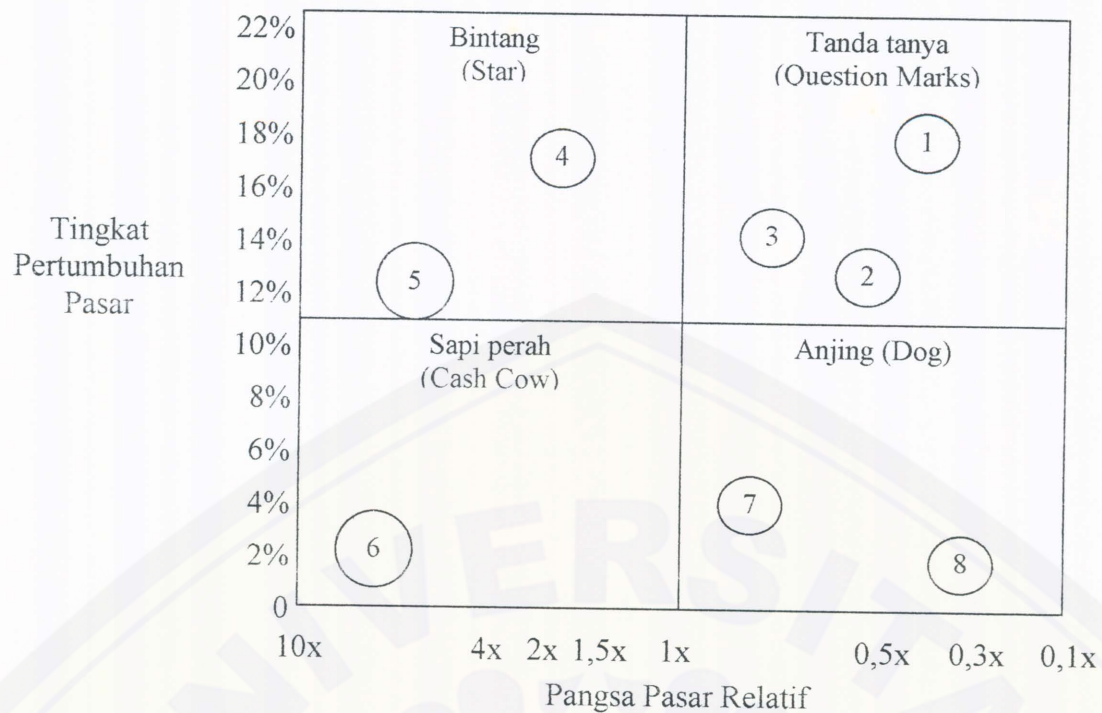 22%
20%
18%
16%
14%
12%
10%
8%
6%
4%
2%
0
Tingkat
Pertumbuhan
Pasar
Bintang
(Star)
4
5
Tanda tanya
(Question Marks)
1
3
2
Sapi perah
(Cash Cow)
6
Anjing (Dog)
7
8
10x 4x 2x 1,5x 1x 0,5x 0,3x 0,1x
Pangsa Pasar Relatif
UNIVERSITA